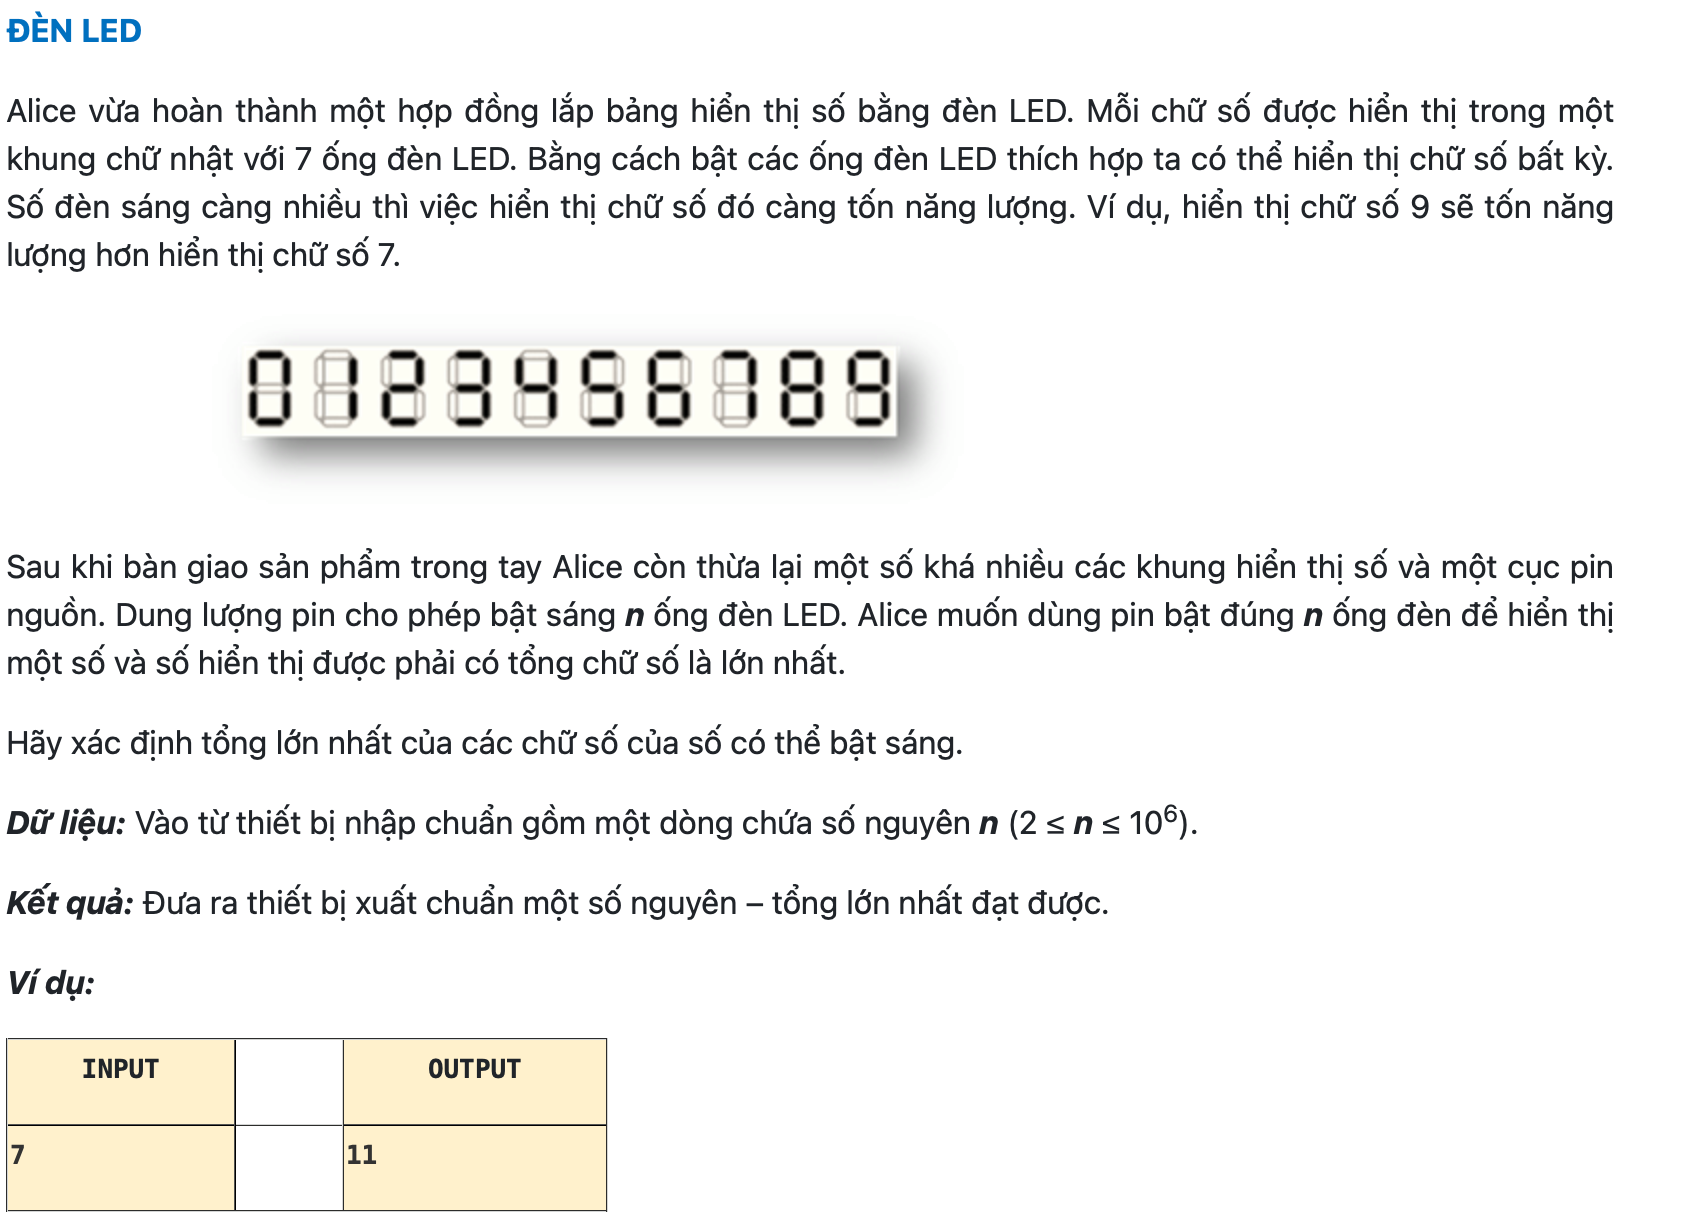 ĐÈN LED
Alice vừa hoàn thành một hợp đồng lắp bảng hiển thị số bằng đèn LED. Mỗi chữ số được hiển thị trong một
khung chữ nhật với 7 ống đèn LED. Bằng cách bật các ống đèn LED thích hợp ta có thể hiển thị chữ số bất kỳ.
Số đèn sáng càng nhiều thì việc hiển thị chữ số đó càng tốn năng lượng. Ví dụ, hiển thị chữ số 9 sẽ tốn năng
lượng hơn hiển thị chữ số 7.
0 1 2 3 4 5 6 7 8 9
Sau khi bàn giao sản phẩm trong tay Alice còn thừa lại một số khá nhiều các khung hiển thị số và một cục pin
nguồn. Dung lượng pin cho phép bật sáng n ống đèn LED. Alice muốn dùng pin bật đúng n ống đèn để hiển thị
một số và số hiển thị được phải có tổng chữ số là lớn nhất.
Hãy xác định tổng lớn nhất của các chữ số của số có thể bật sáng.
Dữ liệu: Vào từ thiết bị nhập chuẩn gồm một dòng chứa số nguyên n (2 ≤ n ≤ 10⁶).
Kết quả: Đưa ra thiết bị xuất chuẩn một số nguyên – tổng lớn nhất đạt được.
Ví dụ:
INPUT OUTPUT
7 11